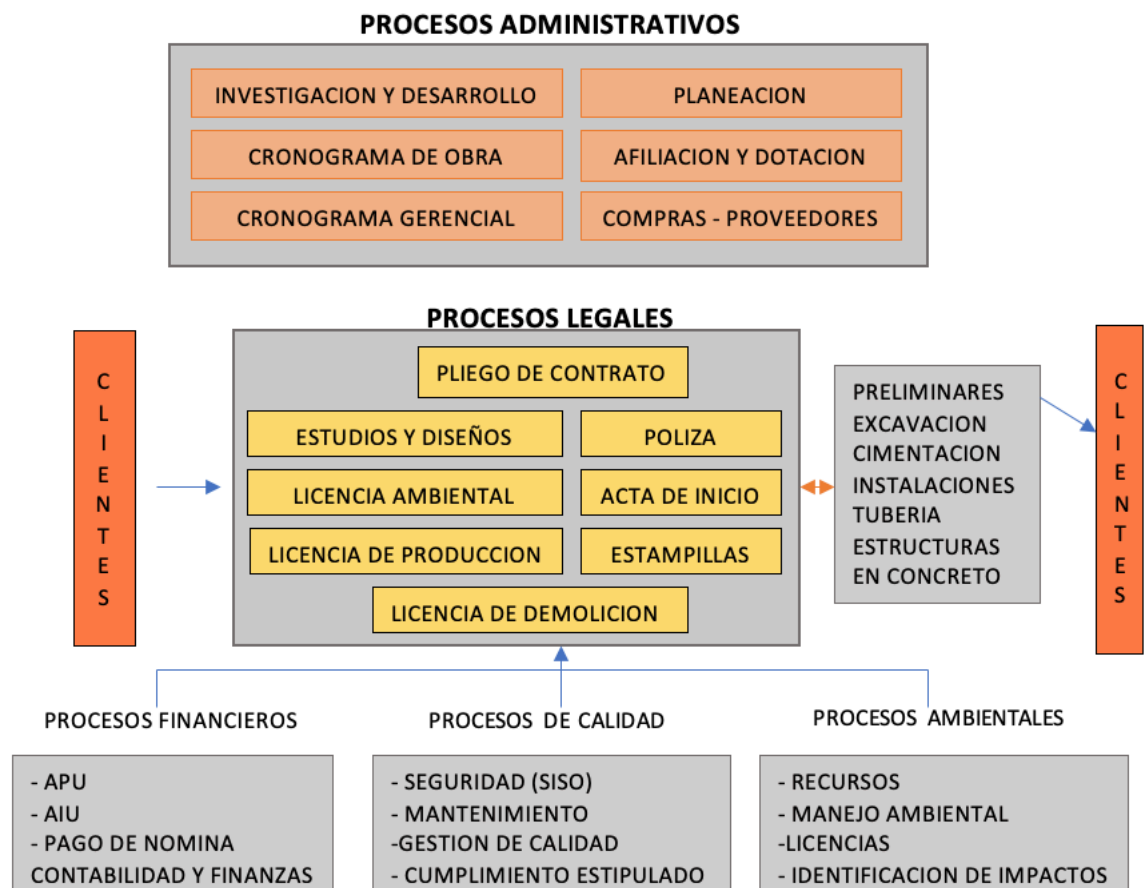 PROCESOS ADMINISTRATIVOS
INVESTIGACION Y DESARROLLO
PLANEACION
CRONOGRAMA DE OBRA
AFILIACION Y DOTACION
CRONOGRAMA GERENCIAL
COMPRAS - PROVEEDORES
PROCESOS LEGALES
CLIENTES
PLIEGO DE CONTRATO
ESTUDIOS Y DISEÑOS
POLIZA
LICENCIA AMBIENTAL
ACTA DE INICIO
LICENCIA DE PRODUCCION
ESTAMPILLAS
LICENCIA DE DEMOLICION
PRELIMINARES
EXCAVACION
CIMENTACION
INSTALACIONES
TUBERIA
ESTRUCTURAS
EN CONCRETO
CLIENTES
PROCESOS FINANCIEROS
- APU
- AIU
- PAGO DE NOMINA
CONTABILIDAD Y FINANZAS
PROCESOS DE CALIDAD
- SEGURIDAD (SISO)
- MANTENIMIENTO
-GESTION DE CALIDAD
- CUMPLIMIENTO ESTIPULADO
PROCESOS AMBIENTALES
- RECURSOS
- MANEJO AMBIENTAL
-LICENCIAS
- IDENTIFICACION DE IMPACTOS